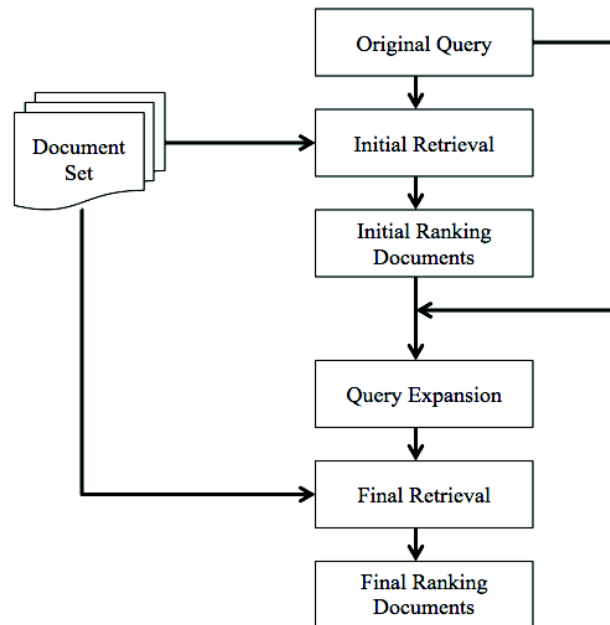 Original Query
Document
Set
Initial Retrieval
Initial Ranking
Documents
Query Expansion
Final Retrieval
Final Ranking
Documents